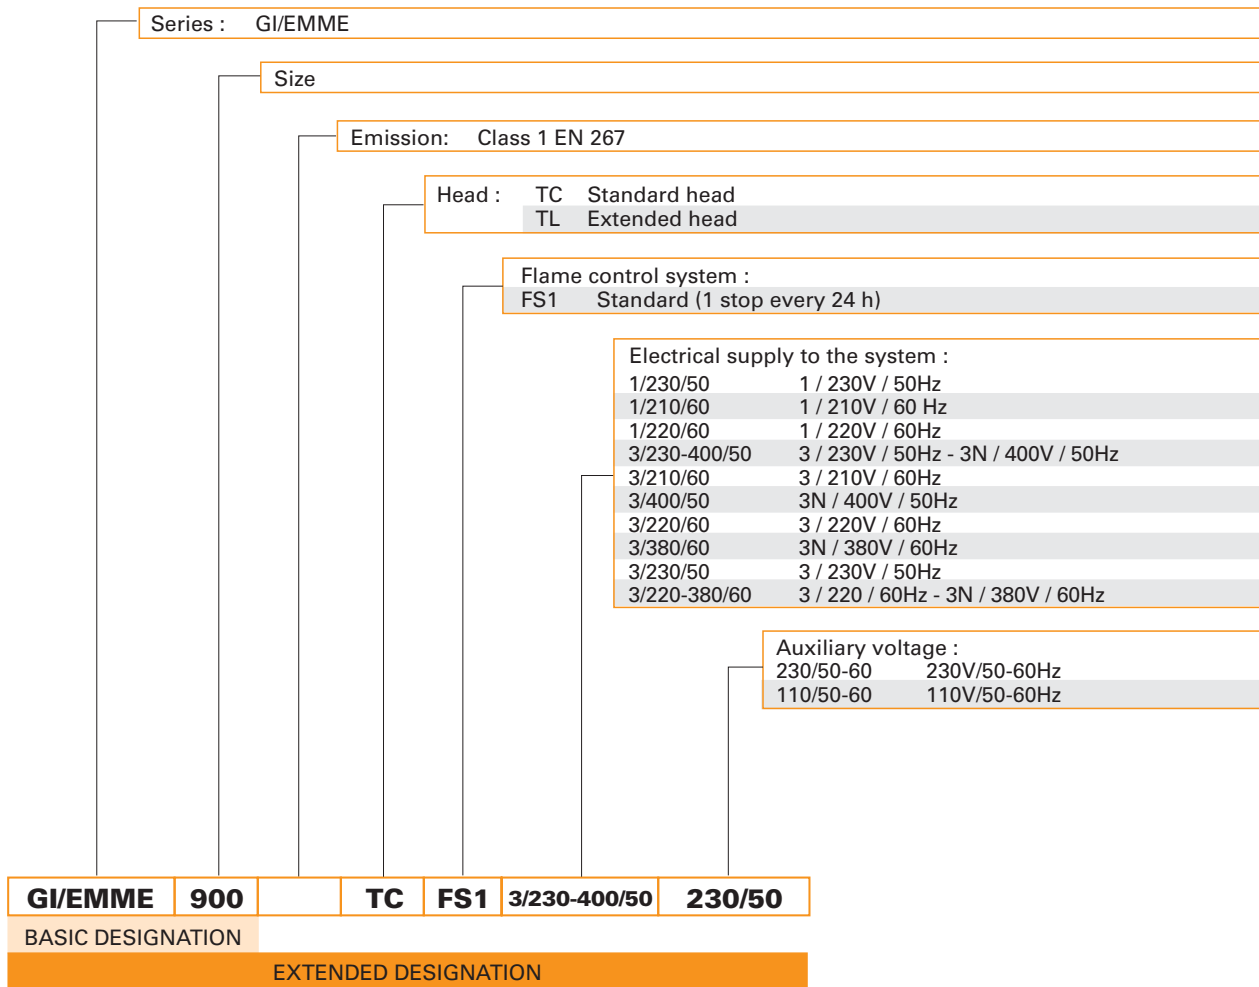 Series : GI/EMME
Size
Emission: Class 1 EN 267
Head : TC Standard head
TL Extended head
Flame control system :
FS1 Standard (1 stop every 24 h)
Electrical supply to the system :
1/230/50 1 / 230V / 50Hz
1/210/60 1 / 210V / 60 Hz
1/220/60 1 / 220V / 60Hz
3/230-400/50 3 / 230V / 50Hz - 3N / 400V / 50Hz
3/210/60 3 / 210V / 60Hz
3/400/50 3N / 400V / 50Hz
3/220/60 3 / 220V / 60Hz
3/380/60 3N / 380V / 60Hz
3/230/50 3 / 230V / 50Hz
3/220-380/60 3 / 220 / 60Hz - 3N / 380V / 60Hz
Auxiliary voltage :
230/50-60 230V/50-60Hz
110/50-60 110V/50-60Hz
GI/EMME 900 TC FS1 3/230-400/50 230/50
BASIC DESIGNATION
EXTENDED DESIGNATION